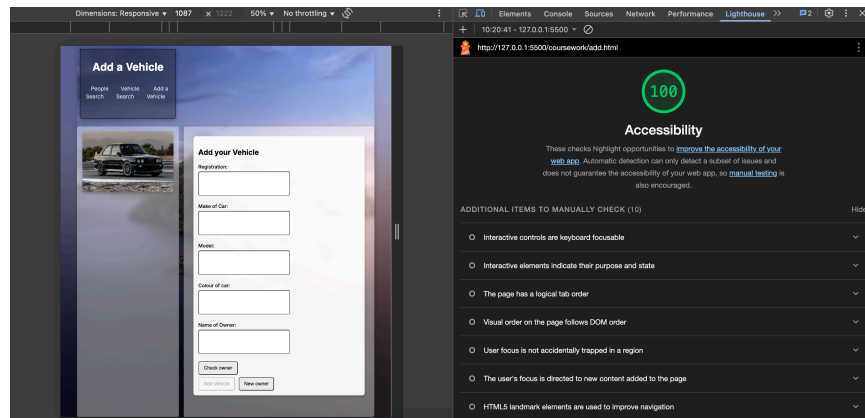 Dimensions: Responsive ▾ 1087 x 1222 50% ▾ No throttling ▾
Add a Vehicle
People Search Vehicle Search Add a Vehicle
Add your Vehicle
Registration:
Make of Car:
Model:
Colour of car:
Name of Owner:
Check owner
Add Vehicle New owner
Elements Console Sources Network Performance Lighthouse >> 2
+ 10:20:41 - 127.0.0.1:5500 ▾
http://127.0.0.1:5500/coursework/add.html
100
Accessibility
These checks highlight opportunities to improve the accessibility of your
web app. Automatic detection can only detect a subset of issues and
does not guarantee the accessibility of your web app, so manual testing is
also encouraged.
ADDITIONAL ITEMS TO MANUALLY CHECK (10) Hide
Interactive controls are keyboard focusable
Interactive elements indicate their purpose and state
The page has a logical tab order
Visual order on the page follows DOM order
User focus is not accidentally trapped in a region
The user's focus is directed to new content added to the page
HTML5 landmark elements are used to improve navigation